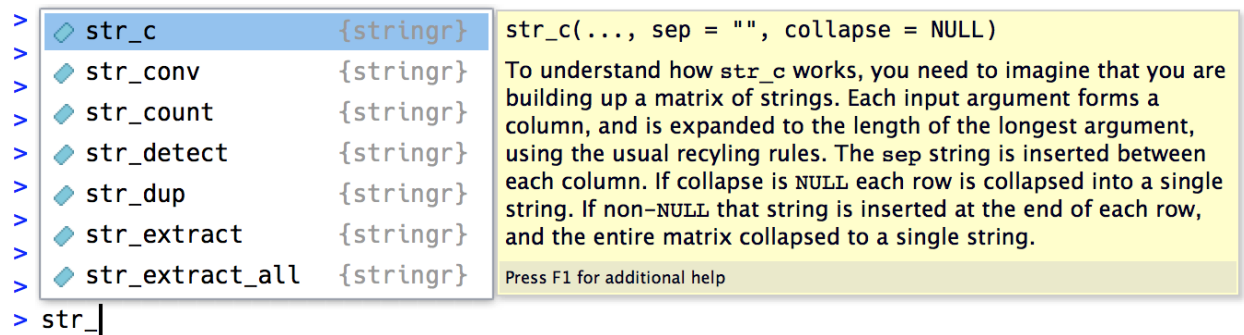 > str_c {stringr}
> str_conv {stringr}
> str_count {stringr}
> str_detect {stringr}
> str_dup {stringr}
> str_extract {stringr}
> str_extract_all {stringr}
>
>
> str_
str_c(..., sep = "", collapse = NULL)
To understand how str_c works, you need to imagine that you are
building up a matrix of strings. Each input argument forms a
column, and is expanded to the length of the longest argument,
using the usual recyling rules. The sep string is inserted between
each column. If collapse is NULL each row is collapsed into a single
string. If non-NULL that string is inserted at the end of each row,
and the entire matrix collapsed to a single string.
Press F1 for additional help